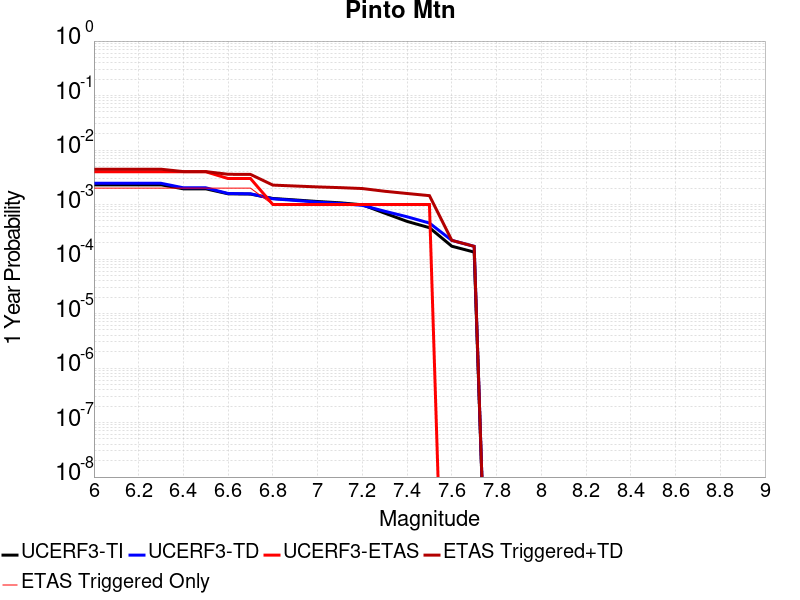 Pinto Mtn
1 Year Probability
10^0
10^-1
10^-2
10^-3
10^-4
10^-5
10^-6
10^-7
10^-8
6 6.2 6.4 6.6 6.8 7 7.2 7.4 7.6 7.8 8 8.2 8.4 8.6 8.8 9
Magnitude
UCERF3-TI UCERF3-TD UCERF3-ETAS ETAS Triggered+TD
ETAS Triggered Only